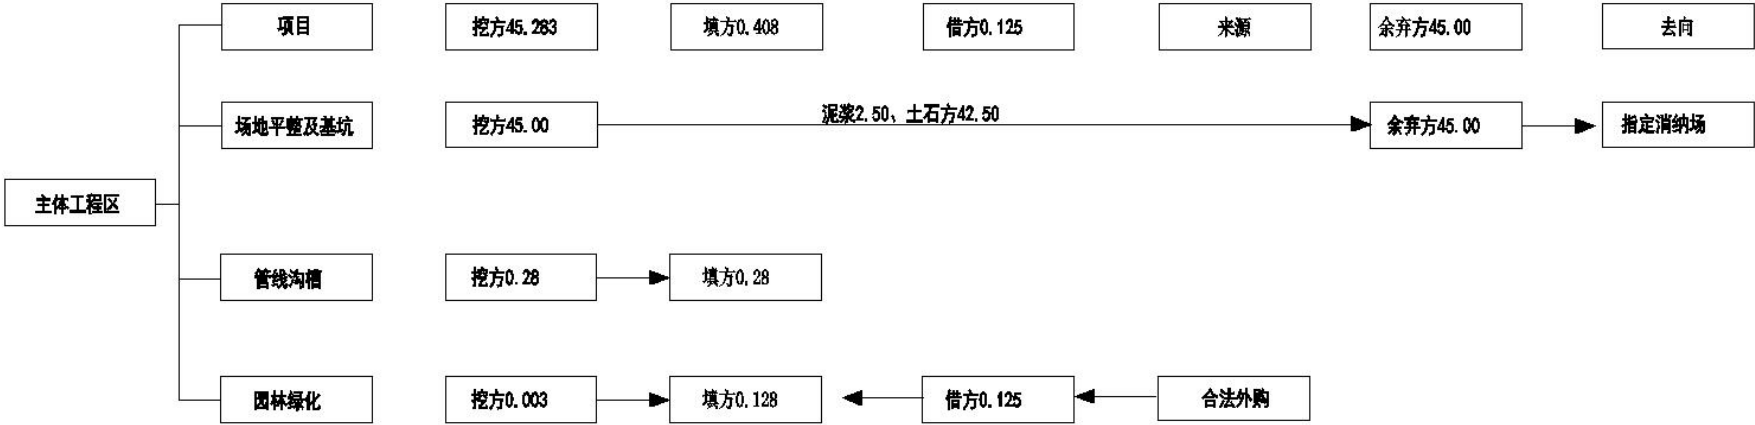 项目
挖方45.283
填方0.408
借方0.125
来源
余弃方45.00
去向
场地平整及基坑
挖方45.00
泥浆2.50、土石方42.50
余弃方45.00
指定消纳场
主体工程区
管线沟槽
挖方0.28
填方0.28
园林绿化
挖方0.003
填方0.128
借方0.125
合法外购